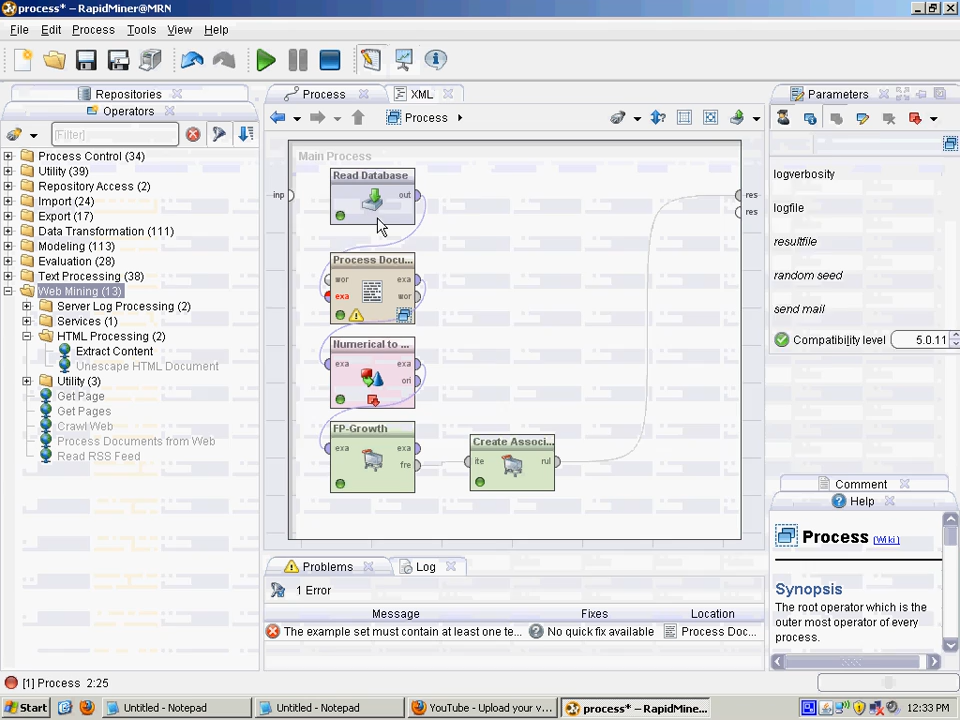 process* – RapidMiner@MRN
File Edit Process Tools View Help
Repositories
Operators
[Filter]
Process Control (34)
Utility (39)
Repository Access (2)
Import (24)
Export (17)
Data Transformation (111)
Modeling (113)
Evaluation (28)
Text Processing (38)
Web Mining (13)
Server Log Processing (2)
Services (1)
HTML Processing (2)
Extract Content
Unescape HTML Document
Utility (3)
Get Page
Get Pages
Crawl Web
Process Documents from Web
Read RSS Feed
Process XML
Process
Main Process
inp
res
res
Read Database
out
Process Docu...
wor exa
exa wor
Numerical to ...
exa exa
ori
FP-Growth
exa exa
fre
Create Associ...
ite rul
Problems Log
1 Error
Message Fixes Location
The example set must contain at least one te... No quick fix available Process Doc...
Parameters
logverbosity
logfile
resultfile
random seed
send mail
Compatibility level 5.0.11
Comment
Help
Process (Wiki)
Synopsis
The root operator which is the
outer most operator of every
process.
[1] Process 2:25
Start Untitled - Notepad Untitled - Notepad YouTube - Upload your v... process* – RapidMine... 12:33 PM